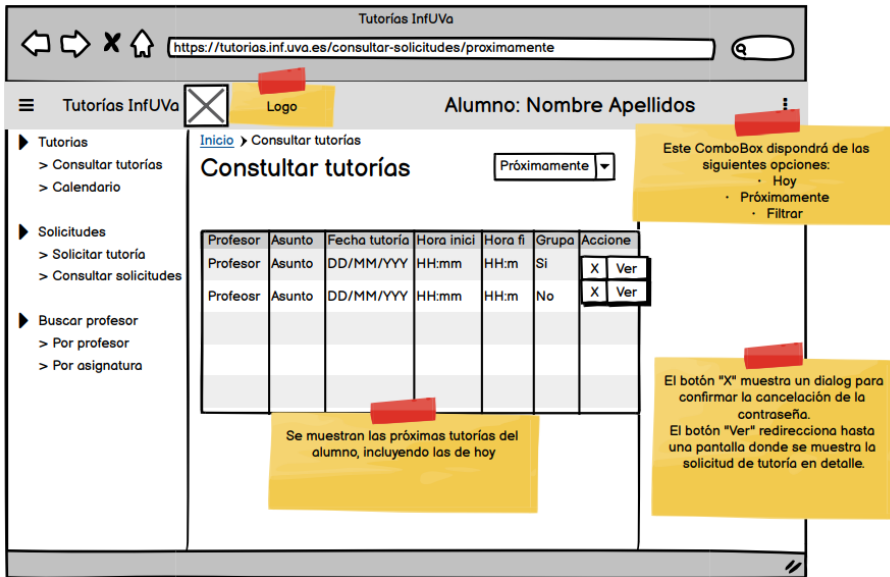 Tutorías InfUVa
https://tutorias.inf.uva.es/consultar-solicitudes/proximamente
Tutorías InfUVa
Logo
Alumno: Nombre Apellidos
Tutorias
> Consultar tutorías
> Calendario
Solicitudes
> Solicitar tutoría
> Consultar solicitudes
Buscar profesor
> Por profesor
> Por asignatura
Inicio > Consultar tutorías
Constultar tutorías
Próximamente
Este ComboBox dispondrá de las
siguientes opciones:
· Hoy
· Próximamente
· Filtrar
Profesor Asunto Fecha tutoría Hora inici Hora fi Grupa Accione
Profesor Asunto DD/MM/YYY HH:mm HH:m Si X Ver
Profeosr Asunto DD/MM/YYY HH:mm HH:m No X Ver
Se muestran las próximas tutorías del
alumno, incluyendo las de hoy
El botón "X" muestra un dialog para
confirmar la cancelación de la
contraseña.
El botón "Ver" redirecciona hasta
una pantalla donde se muestra la
solicitud de tutoría en detalle.